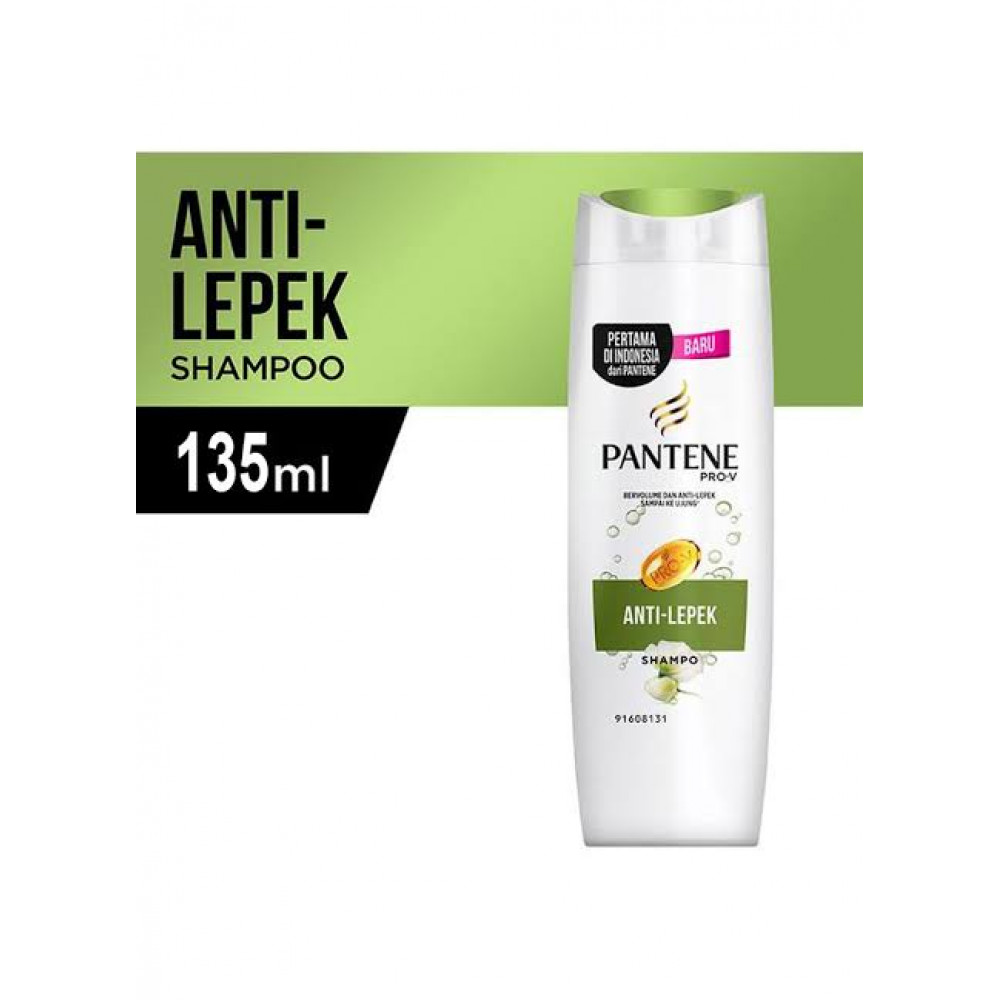 ANTI-
LEPEK
SHAMPOO
135ml
PERTAMA
DI INDONESIA
dari PANTENE
BARU
PANTENE
PRO-V
BERVOLUME DAN ANTI-LEPEK
SAMPAI KE UJUNG*
PRO-V
ANTI-LEPEK
SHAMPO
91608131